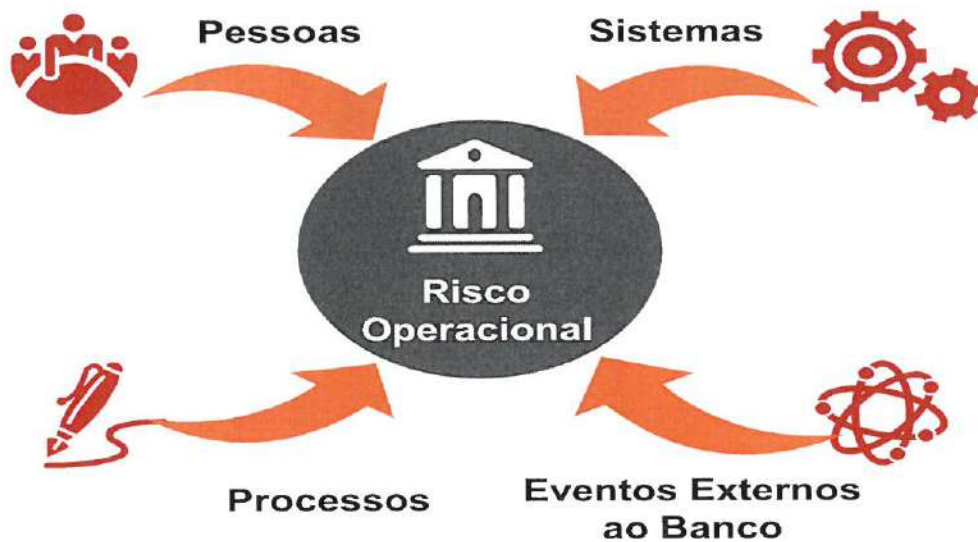 Pessoas
Sistemas
Risco
Operacional
Processos
Eventos Externos
ao Banco